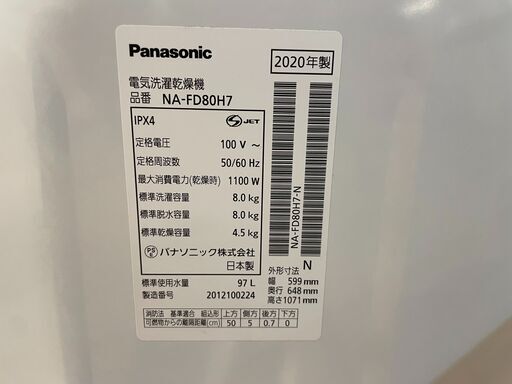 Panasonic
2020年製
電気洗濯乾燥機
品番 NA-FD80H7
IPX4 JET
定格電圧 100 V ～
定格周波数 50/60 Hz
最大消費電力(乾燥時) 1100 W
標準洗濯容量 8.0 kg
標準脱水容量 8.0 kg
標準乾燥容量 4.5 kg
PSE パナソニック株式会社
日本製
標準使用水量 97 L
製造番号 2012100224
NA-FD80H7-N
N
外形寸法
幅 599 mm
奥行 648 mm
高さ1071 mm
消防法 基準適合 組込形 上方 側方 後方 下方
可燃物からの離隔距離(cm) 50 5 0.7 0